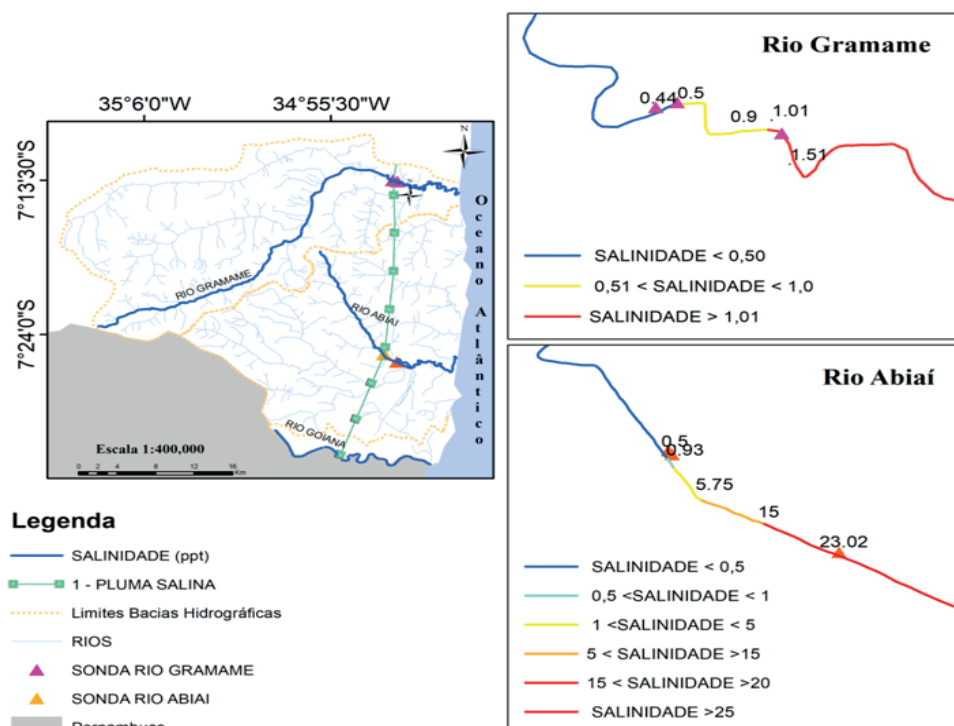 35°6'0"W
34°55'30"W
7°13'30"S
7°24'0"S
N
RIO GRAMAME
RIO ABIAI
RIO GOIANA
Oceano Atlântico
Escala 1:400,000
0 2 4 8 12 16
Km
Legenda
SALINIDADE (ppt)
1 - PLUMA SALINA
Limites Bacias Hidrográficas
RIOS
SONDA RIO GRAMAME
SONDA RIO ABIAI
Rio Gramame
0.44
0.5
0.9
1.01
1.51
SALINIDADE < 0,50
0,51 < SALINIDADE < 1,0
SALINIDADE > 1,01
Rio Abiaí
0.5
0.93
5.75
15
23.02
SALINIDADE < 0,5
0,5 <SALINIDADE < 1
1 <SALINIDADE < 5
5 < SALINIDADE >15
15 < SALINIDADE >20
SALINIDADE >25